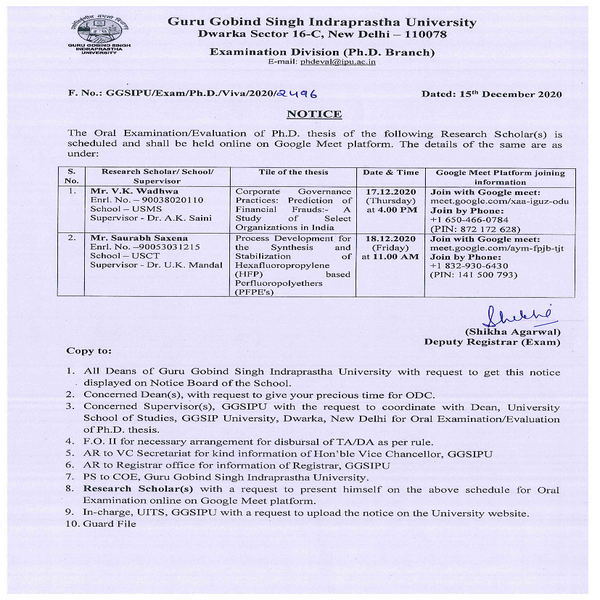 Guru Gobind Singh Indraprastha University
Dwarka Sector 16-C, New Delhi – 110078
Examination Division (Ph.D. Branch)
E-mail: phdeval@ipu.ac.in
GURU GOBIND SINGH
INDRAPRASTHA
UNIVERSITY
F. No.: GGSIPU/Exam/Ph.D./Viva/2020/2496 Dated: 15th December 2020
NOTICE
The Oral Examination/Evaluation of Ph.D. thesis of the following Research Scholar(s) is
scheduled and shall be held online on Google Meet platform. The details of the same are as
under:
S. No. Research Scholar/ School/ Supervisor Tile of the thesis Date & Time Google Meet Platform joining information
1. Mr. V.K. Wadhwa
Enrl. No. – 90038020110
School – USMS
Supervisor - Dr. A.K. Saini
Corporate Governance
Practices: Prediction of
Financial Frauds:- A
Study of Select
Organizations in India
17.12.2020
(Thursday)
at 4.00 PM
Join with Google meet:
meet.google.com/xaa-iguz-odu
Join by Phone:
+1 650-466-0784
(PIN: 872 172 628)
2. Mr. Saurabh Saxena
Enrl. No. –90053031215
School – USCT
Supervisor - Dr. U.K. Mandal
Process Development for
the Synthesis and
Stabilization of
Hexafluoropropylene
(HFP) based
Perfluoropolyethers
(PFPE's)
18.12.2020
(Friday)
at 11.00 AM
Join with Google meet:
meet.google.com/aym-fpjb-tjt
Join by Phone:
+1 832-930-6430
(PIN: 141 500 793)
Shikha
(Shikha Agarwal)
Deputy Registrar (Exam)
Copy to:
1. All Deans of Guru Gobind Singh Indraprastha University with request to get this notice
displayed on Notice Board of the School.
2. Concerned Dean(s), with request to give your precious time for ODC.
3. Concerned Supervisor(s), GGSIPU with the request to coordinate with Dean, University
School of Studies, GGSIP University, Dwarka, New Delhi for Oral Examination/Evaluation
of Ph.D. thesis.
4. F.O. II for necessary arrangement for disbursal of TA/DA as per rule.
5. AR to VC Secretariat for kind information of Hon'ble Vice Chancellor, GGSIPU
6. AR to Registrar office for information of Registrar, GGSIPU
7. PS to COE, Guru Gobind Singh Indraprastha University.
8. Research Scholar(s) with a request to present himself on the above schedule for Oral
Examination online on Google Meet platform.
9. In-charge, UITS, GGSIPU with a request to upload the notice on the University website.
10. Guard File